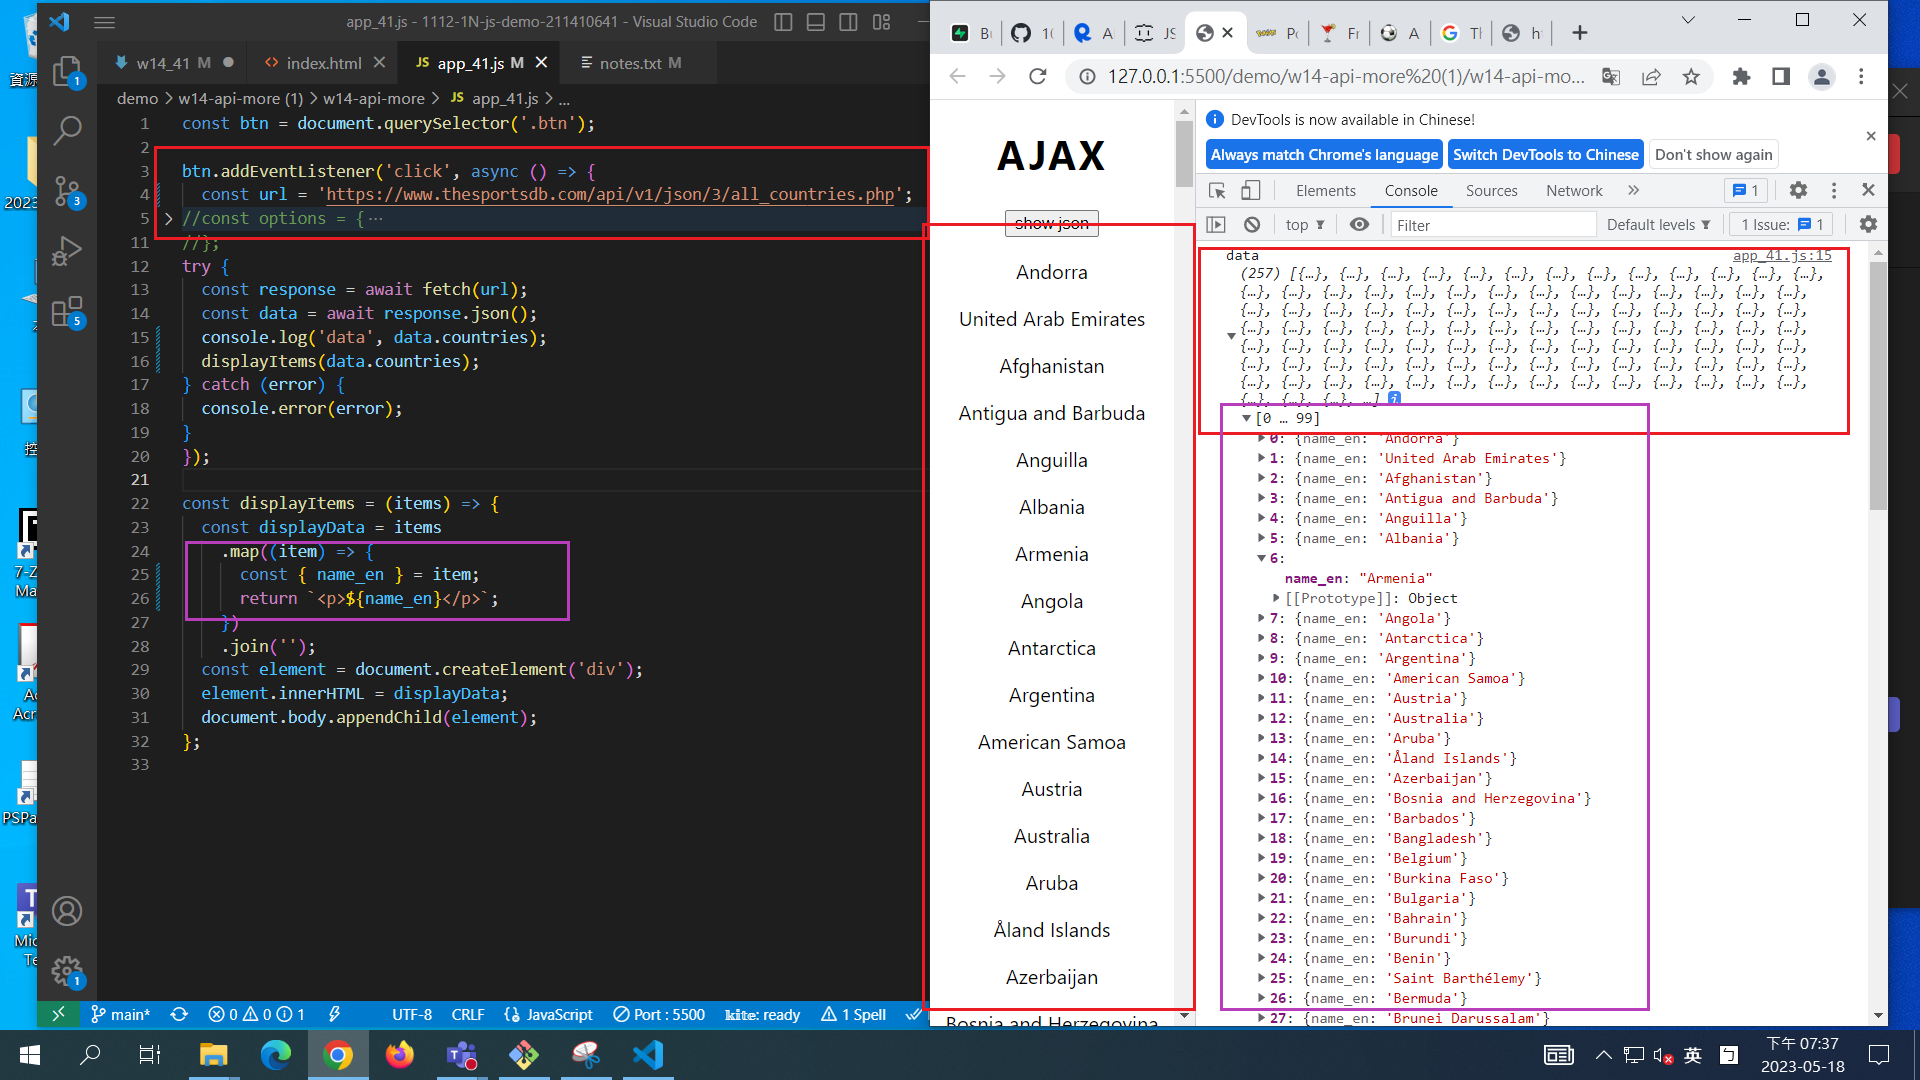 app_41.js - 1112-1N-js-demo-211410641 - Visual Studio Code
w14_41 M
index.html
JS app_41.js M
notes.txt M
demo > w14-api-more (1) > w14-api-more > JS app_41.js > ...
1 const btn = document.querySelector('.btn');
2
3 btn.addEventListener('click', async () => {
4 const url = 'https://www.thesportsdb.com/api/v1/json/3/all_countries.php';
5 //const options = {…
11 //};
12 try {
13 const response = await fetch(url);
14 const data = await response.json();
15 console.log('data', data.countries);
16 displayItems(data.countries);
17 } catch (error) {
18 console.error(error);
19 }
20 });
21
22 const displayItems = (items) => {
23 const displayData = items
24 .map((item) => {
25 const { name_en } = item;
26 return `<p>${name_en}</p>`;
27 })
28 .join('');
29 const element = document.createElement('div');
30 element.innerHTML = displayData;
31 document.body.appendChild(element);
32 };
33
main*
0 0 1
UTF-8
CRLF
JavaScript
Port : 5500
kite: ready
1 Spell
127.0.0.1:5500/demo/w14-api-more%20(1)/w14-api-mo...
AJAX
show json
Andorra
United Arab Emirates
Afghanistan
Antigua and Barbuda
Anguilla
Albania
Armenia
Angola
Antarctica
Argentina
American Samoa
Austria
Australia
Aruba
Åland Islands
Azerbaijan
Bosnia and Herzegovina
DevTools is now available in Chinese!
Always match Chrome's language
Switch DevTools to Chinese
Don't show again
Elements
Console
Sources
Network
1
top
Filter
Default levels
1 Issue: 1
data app_41.js:15
(257) [{…}, {…}, {…}, {…}, {…}, {…}, {…}, {…}, {…}, {…}, {…}, {…}, {…},
{…}, {…}, {…}, {…}, {…}, {…}, {…}, {…}, {…}, {…}, {…}, {…}, {…}, {…},
{…}, {…}, {…}, {…}, {…}, {…}, {…}, {…}, {…}, {…}, {…}, {…}, {…}, {…},
{…}, {…}, {…}, {…}, {…}, {…}, {…}, {…}, {…}, {…}, {…}, {…}, {…}, {…},
{…}, {…}, {…}, {…}, {…}, {…}, {…}, {…}, {…}, {…}, {…}, {…}, {…}, {…},
{…}, {…}, {…}, {…}, {…}, {…}, {…}, {…}, {…}, {…}, {…}, {…}, {…}, {…},
{…}, {…}, {…}, {…}, {…}, {…}, {…}, {…}, {…}, {…}, {…}, {…}, {…}, {…},
{…}, {…}, {…}, …]
[0 … 99]
0: {name_en: 'Andorra'}
1: {name_en: 'United Arab Emirates'}
2: {name_en: 'Afghanistan'}
3: {name_en: 'Antigua and Barbuda'}
4: {name_en: 'Anguilla'}
5: {name_en: 'Albania'}
6:
name_en: "Armenia"
[[Prototype]]: Object
7: {name_en: 'Angola'}
8: {name_en: 'Antarctica'}
9: {name_en: 'Argentina'}
10: {name_en: 'American Samoa'}
11: {name_en: 'Austria'}
12: {name_en: 'Australia'}
13: {name_en: 'Aruba'}
14: {name_en: 'Åland Islands'}
15: {name_en: 'Azerbaijan'}
16: {name_en: 'Bosnia and Herzegovina'}
17: {name_en: 'Barbados'}
18: {name_en: 'Bangladesh'}
19: {name_en: 'Belgium'}
20: {name_en: 'Burkina Faso'}
21: {name_en: 'Bulgaria'}
22: {name_en: 'Bahrain'}
23: {name_en: 'Burundi'}
24: {name_en: 'Benin'}
25: {name_en: 'Saint Barthélemy'}
26: {name_en: 'Bermuda'}
27: {name_en: 'Brunei Darussalam'}
英
下午 07:37
2023-05-18